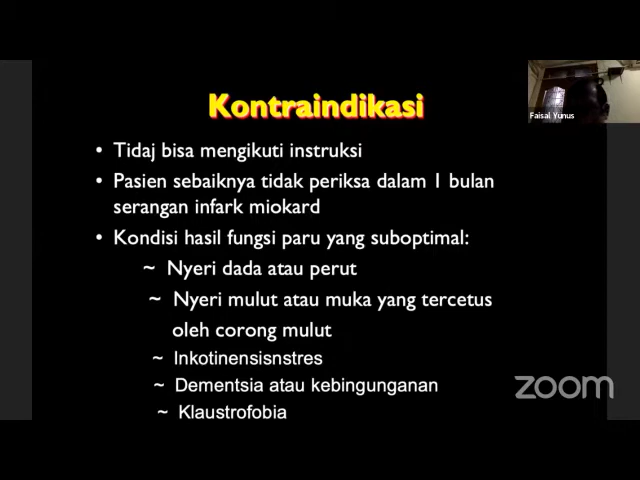 Kontraindikasi
Faisal Yunus
• Tidaj bisa mengikuti instruksi
• Pasien sebaiknya tidak periksa dalam 1 bulan
serangan infark miokard
• Kondisi hasil fungsi paru yang suboptimal:
~ Nyeri dada atau perut
~ Nyeri mulut atau muka yang tercetus
oleh corong mulut
~ Inkotinensisnstres
~ Dementsia atau kebingunganan
~ Klaustrofobia
zoom